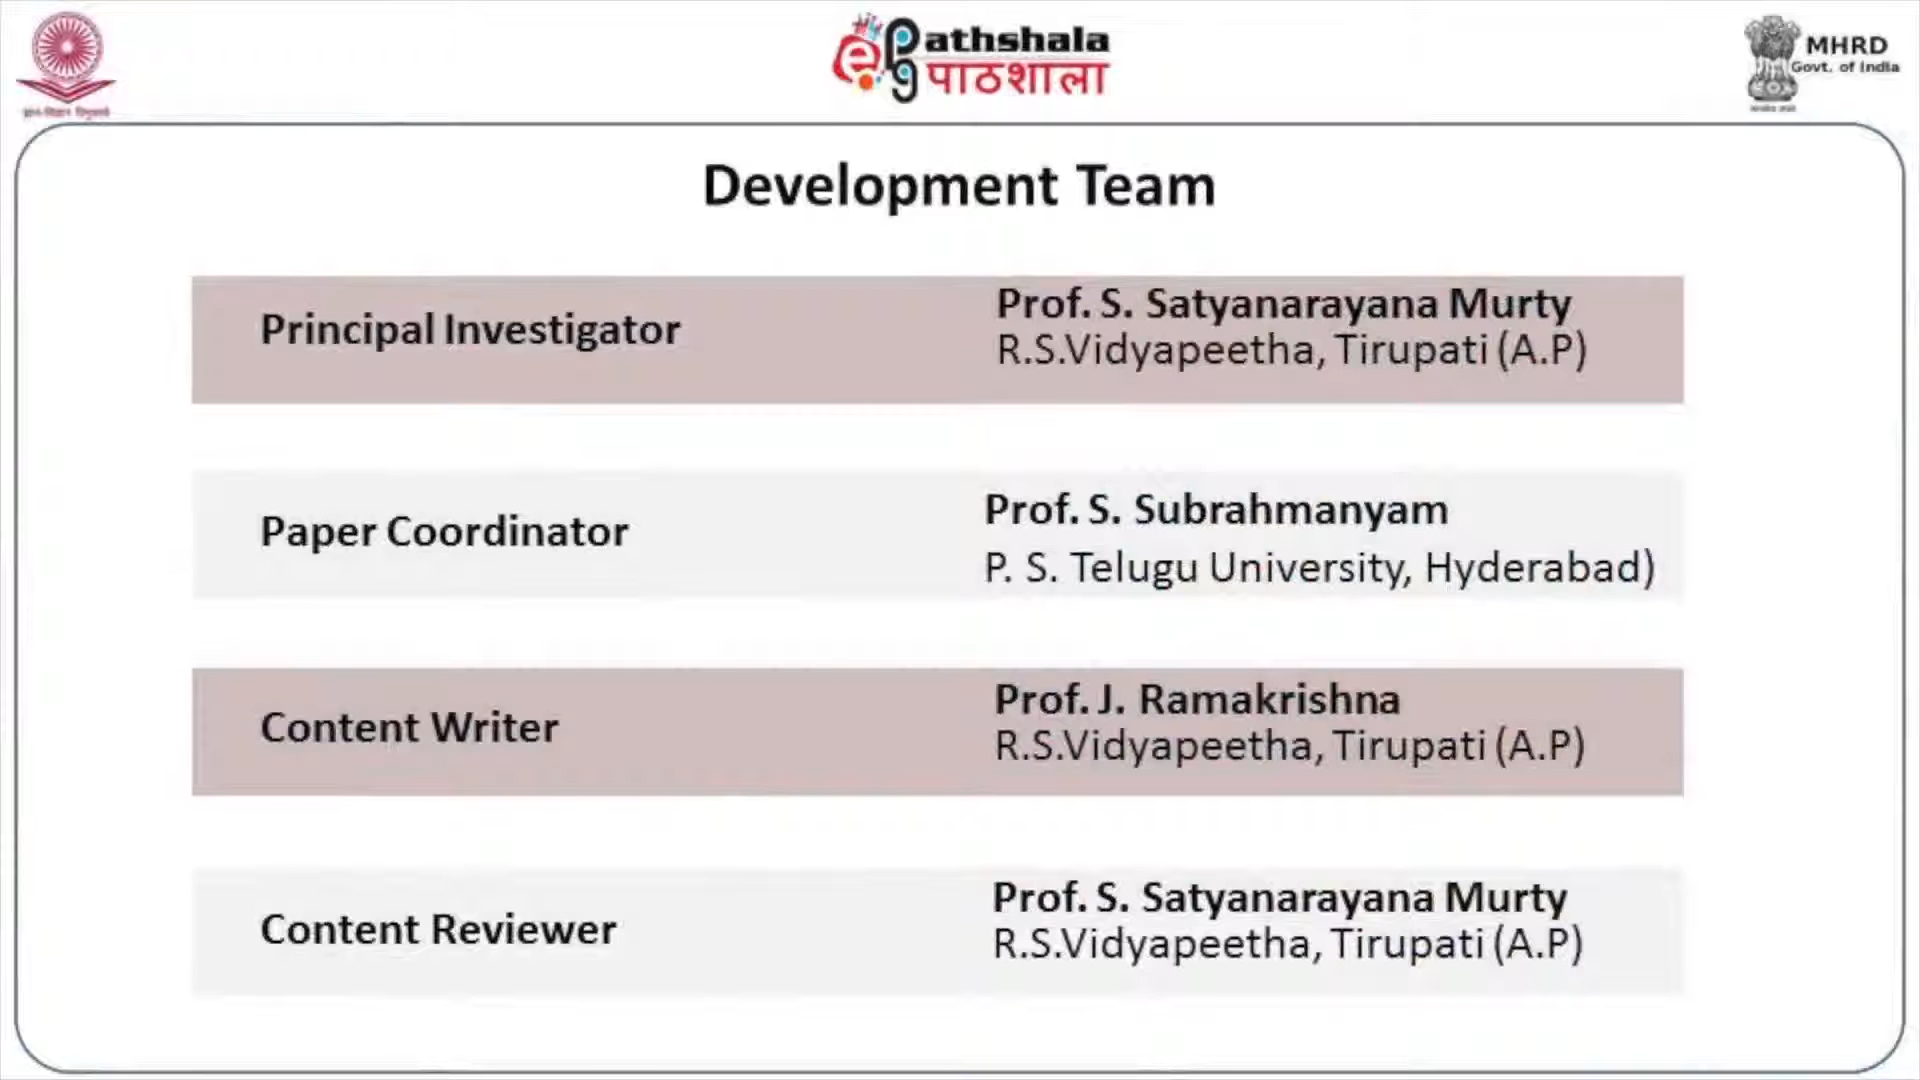 athshala
पाठशाला
MHRD
Govt. of India
Development Team
Principal Investigator
Prof. S. Satyanarayana Murty
R.S.Vidyapeetha, Tirupati (A.P)
Paper Coordinator
Prof. S. Subrahmanyam
P. S. Telugu University, Hyderabad)
Content Writer
Prof. J. Ramakrishna
R.S.Vidyapeetha, Tirupati (A.P)
Content Reviewer
Prof. S. Satyanarayana Murty
R.S.Vidyapeetha, Tirupati (A.P)